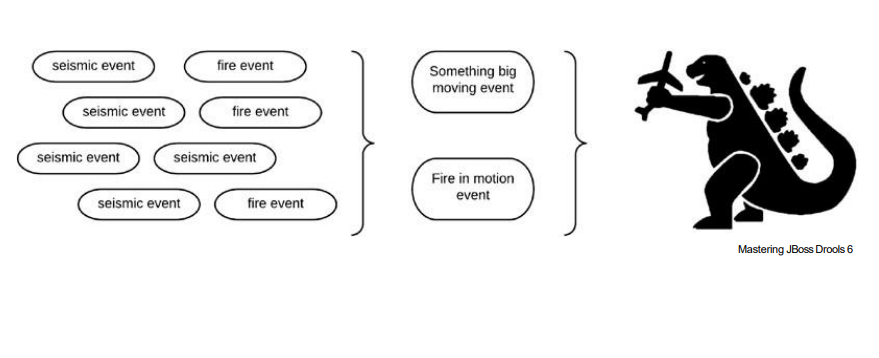 seismic event
fire event
seismic event
fire event
seismic event
seismic event
seismic event
fire event
Something big
moving event
Fire in motion
event
Mastering JBoss Drools 6